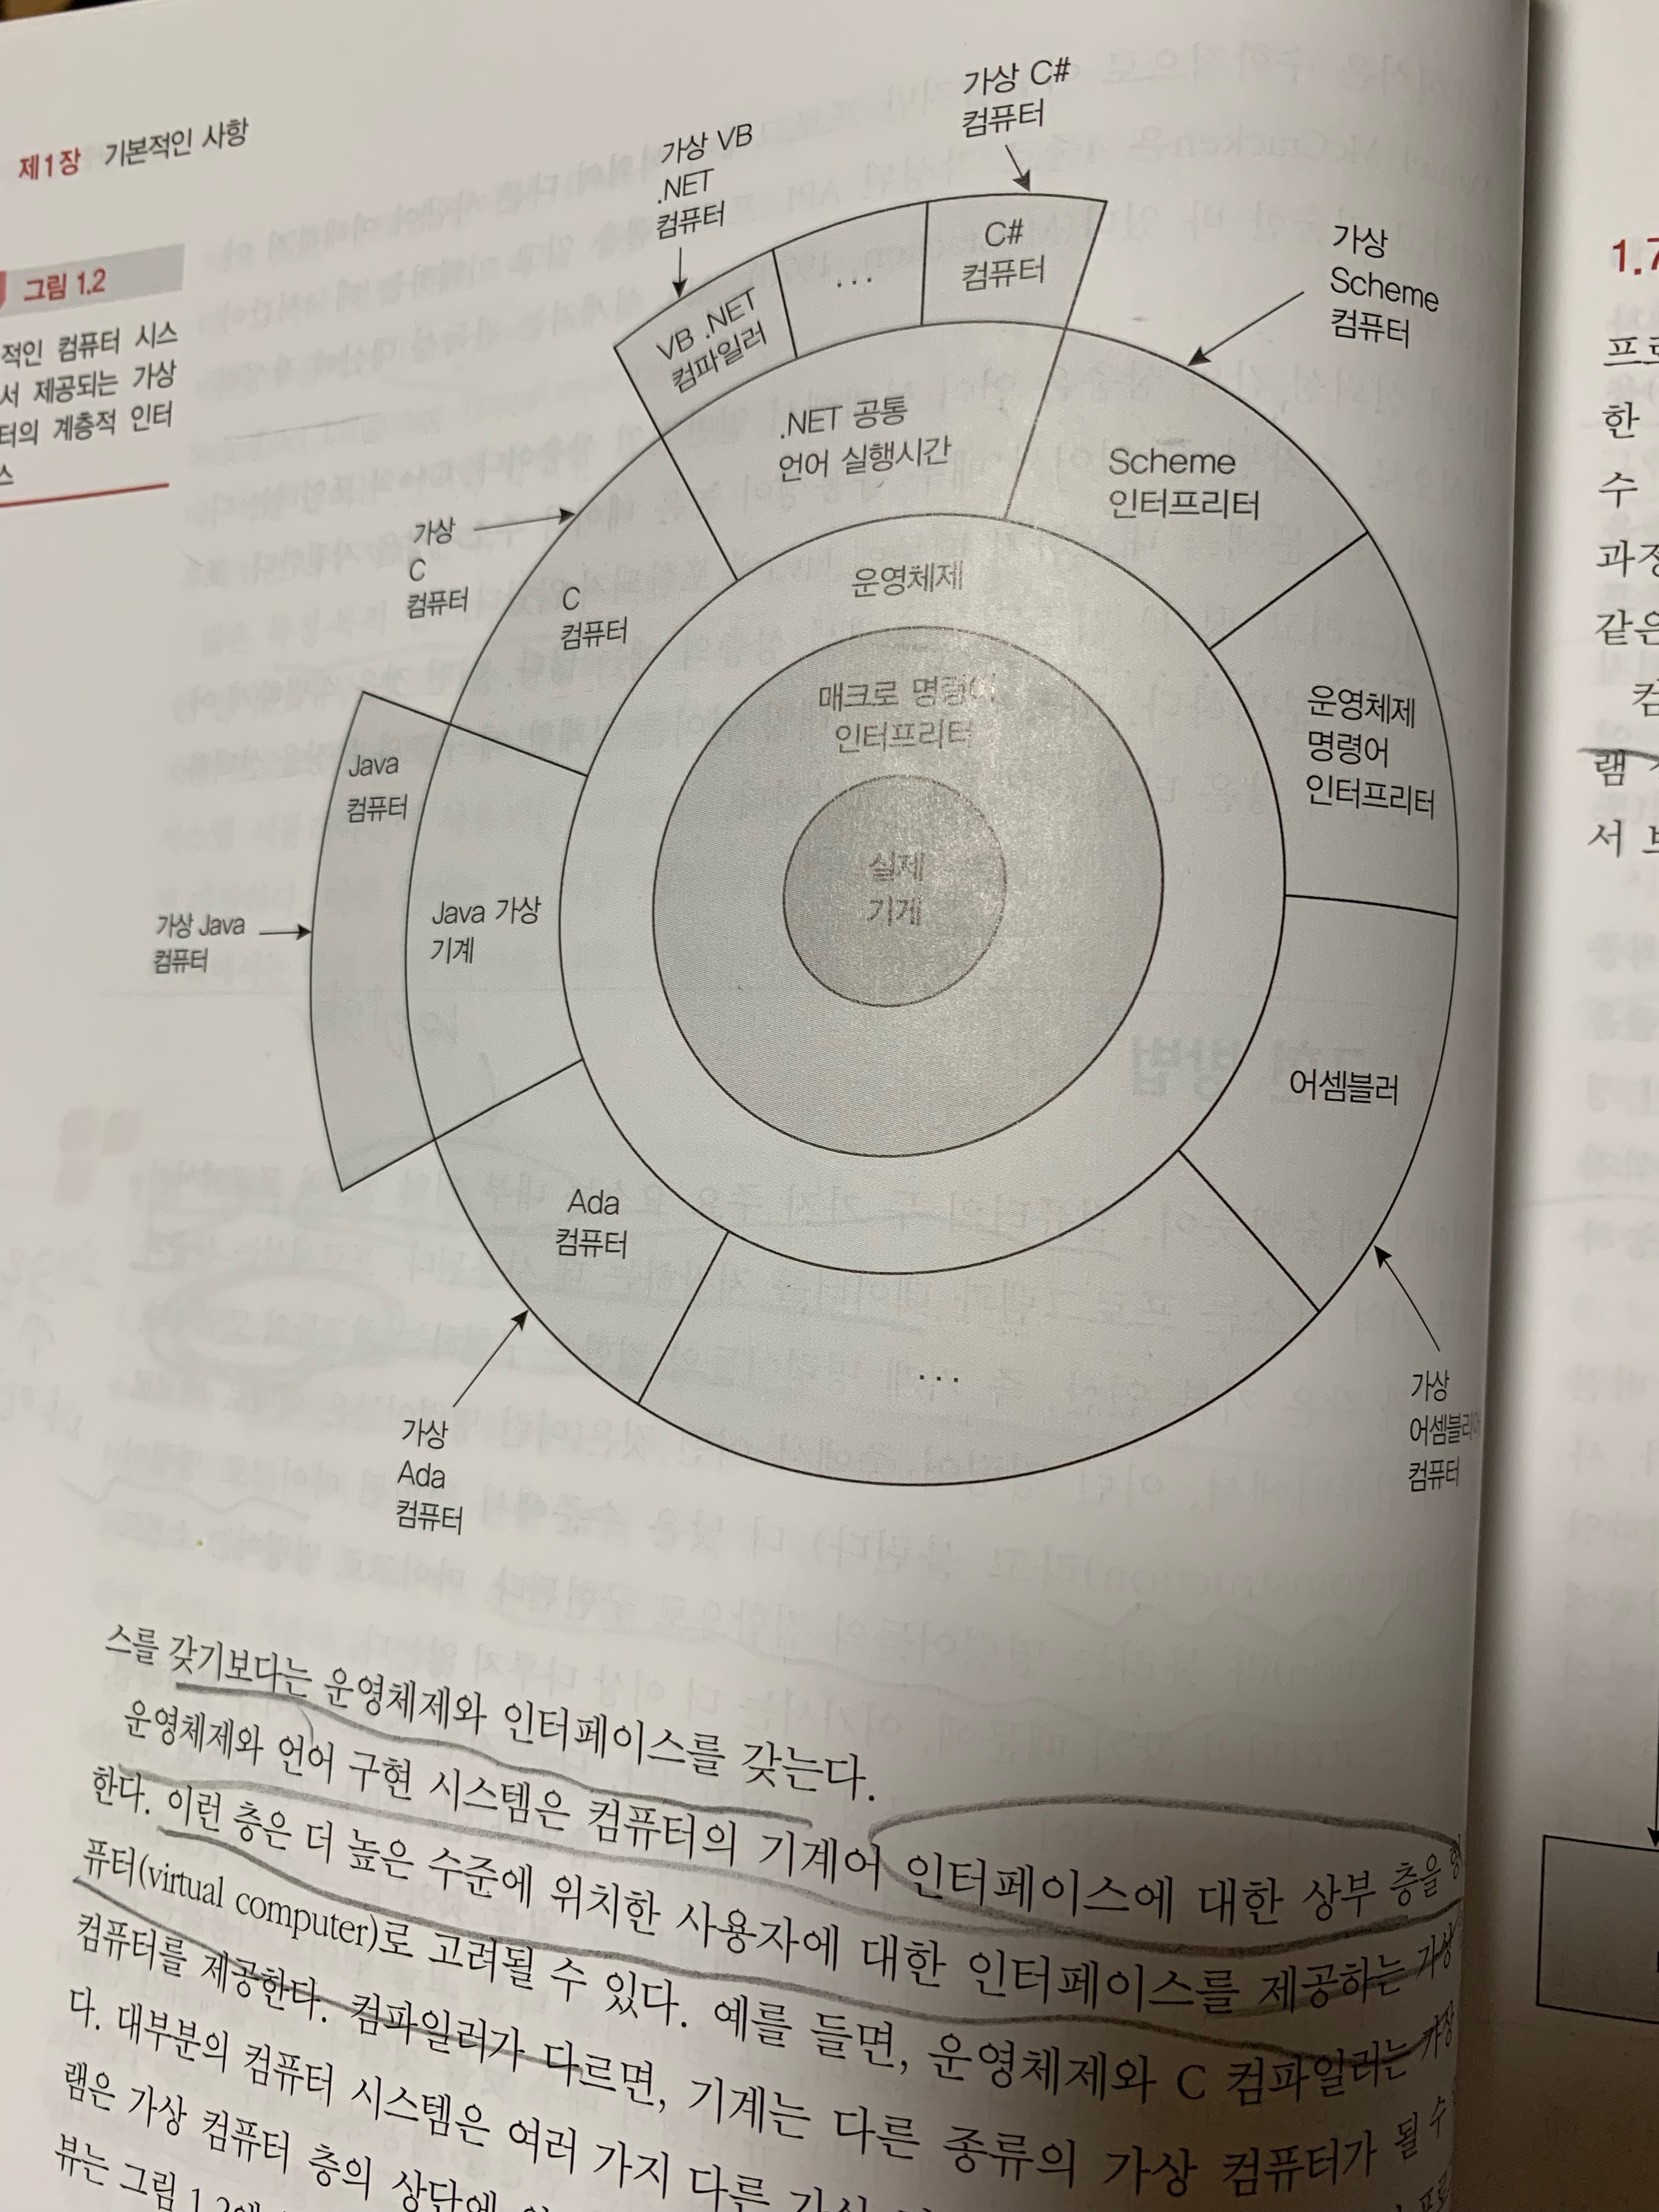 제1장 기본적인 사항
그림 1.2
적인 컴퓨터 시스
서 제공되는 가상
터의 계층적 인터
스
가상 VB
.NET
컴퓨터
가상 C#
컴퓨터
가상
Scheme
컴퓨터
VB .NET
컴파일러
...
C#
컴퓨터
.NET 공통
언어 실행시간
Scheme
인터프리터
가상
C
컴퓨터
C
컴퓨터
운영체제
매크로 명령어
인터프리터
실제
기계
운영체제
명령어
인터프리터
Java
컴퓨터
Java 가상
기계
가상 Java
컴퓨터
어셈블러
Ada
컴퓨터
...
가상
Ada
컴퓨터
가상
어셈블리어
컴퓨터
스를 갖기보다는 운영체제와 인터페이스를 갖는다.
운영체제와 언어 구현 시스템은 컴퓨터의 기계어 인터페이스에 대한 상부 층을 형
한다. 이런 층은 더 높은 수준에 위치한 사용자에 대한 인터페이스를 제공하는 가상
퓨터(virtual computer)로 고려될 수 있다. 예를 들면, 운영체제와 C 컴파일러는 가상
컴퓨터를 제공한다. 컴파일러가 다르면, 기계는 다른 종류의 가상 컴퓨터가 될 수
다. 대부분의 컴퓨터 시스템은 여러 가지 다른 가상
램은 가상 컴퓨터 층의 상단에
뷰는 그림 1.2에
1.7
프로
한
수
과정
같은
컴
램
서